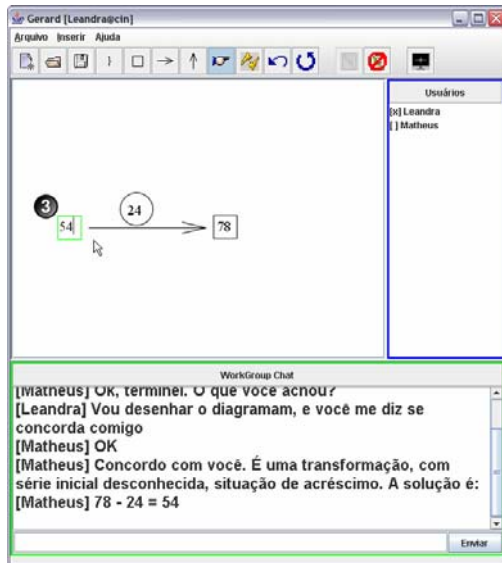 Gerard [Leandra@cin]
Arquivo Inserir Ajuda
Usuários
[x] Leandra
[ ] Matheus
3
24
54
78
WorkGroup Chat
[Matheus] OK, terminei. O que você achou?
[Leandra] Vou desenhar o diagramam, e você me diz se
concorda comigo
[Matheus] OK
[Matheus] Concordo com você. É uma transformação, com
série inicial desconhecida, situação de acréscimo. A solução é:
[Matheus] 78 - 24 = 54
Enviar